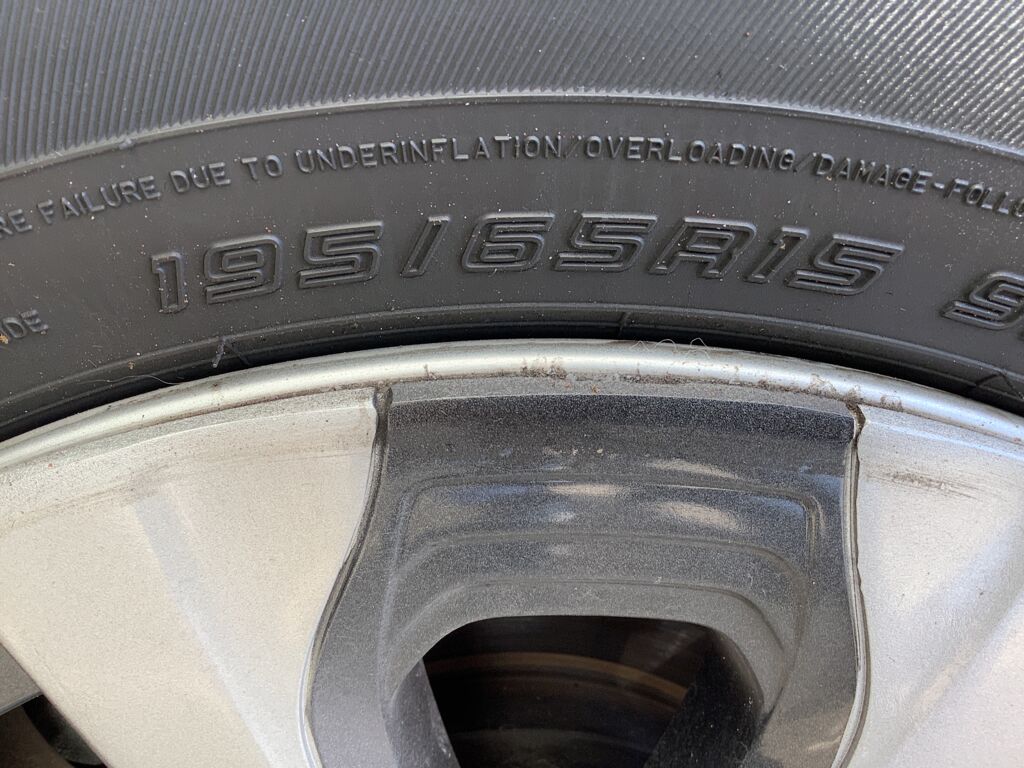 FAILURE DUE TO UNDERINFLATION/OVERLOADING/DAMAGE-
195/65R15